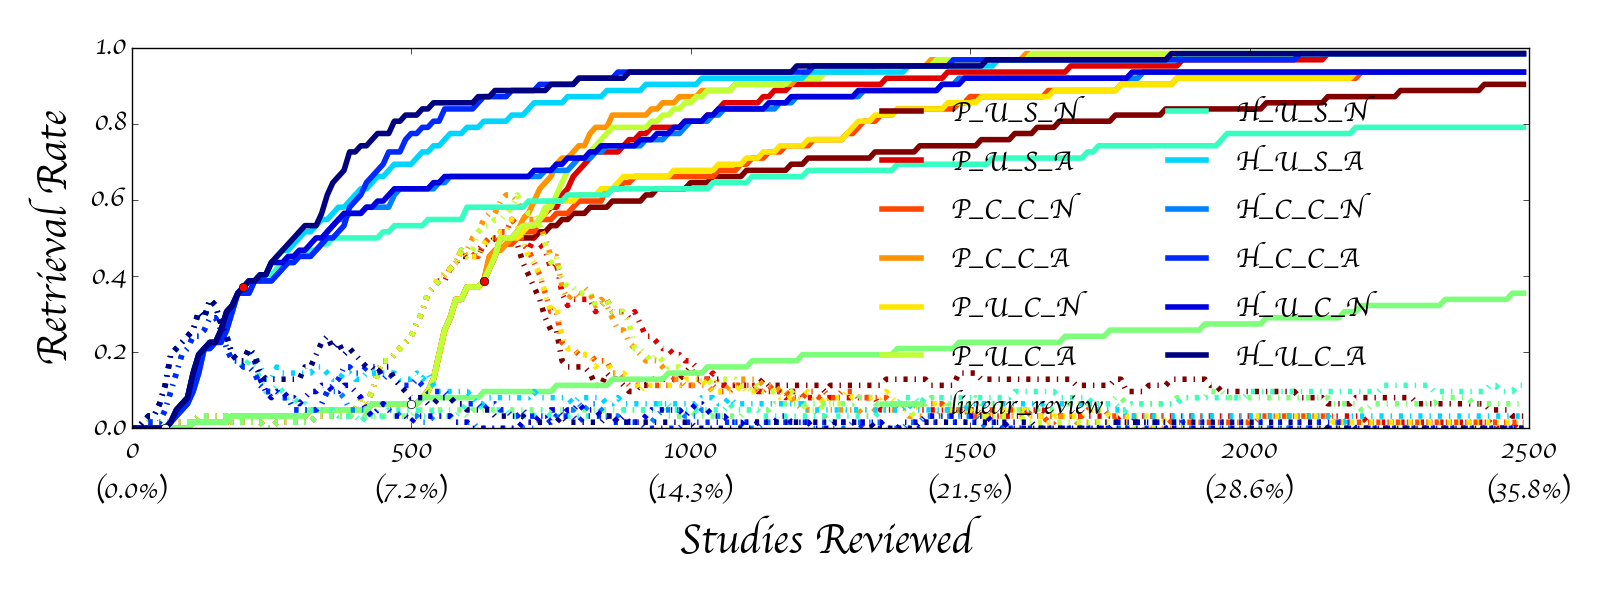 1.0
0.8
0.6
0.4
0.2
0.0
Retrieval Rate
P_U_S_N
P_U_S_A
P_C_C_N
P_C_C_A
P_U_C_N
P_U_C_A
linear_review
H_U_S_N
H_U_S_A
H_C_C_N
H_C_C_A
H_U_C_N
H_U_C_A
0 500 1000 1500 2000 2500
(0.0%) (7.2%) (14.3%) (21.5%) (28.6%) (35.8%)
Studies Reviewed